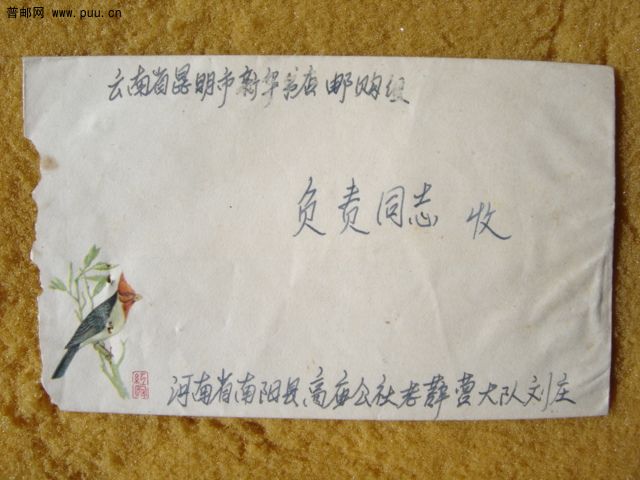 普邮网 www.puu.cn
云南省昆明市新华书店邮购组
负责同志 收
河南省南阳县高庙公社老薛营大队刘庄